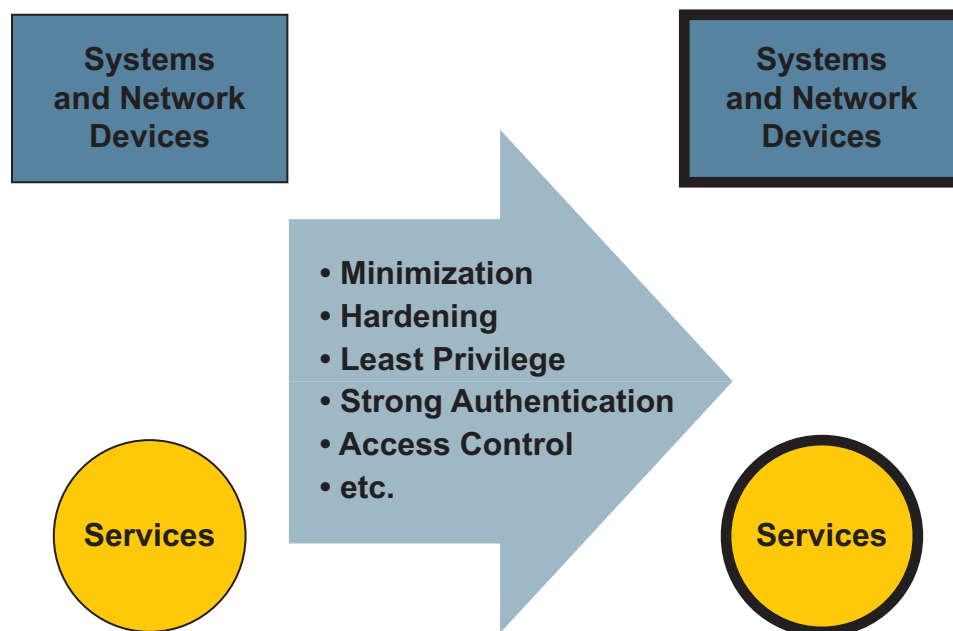 Systems
and Network
Devices
Systems
and Network
Devices
• Minimization
• Hardening
• Least Privilege
• Strong Authentication
• Access Control
• etc.
Services
Services